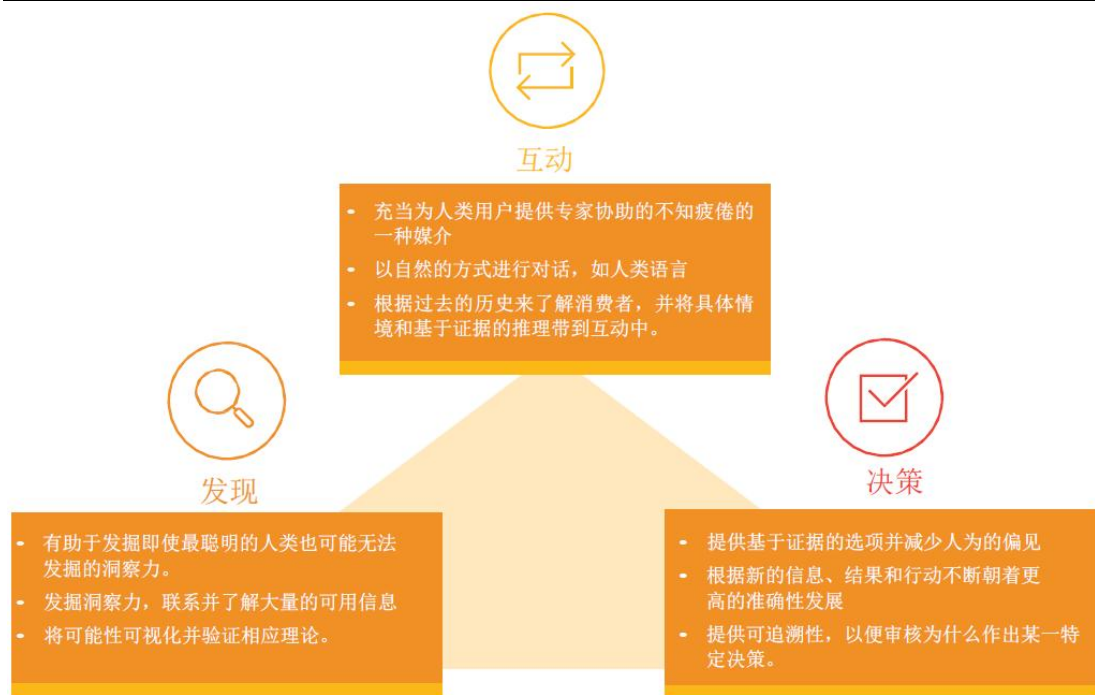 互动
• 充当为人类用户提供专家协助的不知疲倦的
一种媒介
• 以自然的方式进行对话，如人类语言
• 根据过去的历史来了解消费者，并将具体情
境和基于证据的推理带到互动中。
发现
• 有助于发掘即使最聪明的人类也可能无法
发掘的洞察力。
• 发掘洞察力，联系并了解大量的可用信息
• 将可能性可视化并验证相应理论。
决策
• 提供基于证据的选项并减少人为的偏见
• 根据新的信息、结果和行动不断朝着更
高的准确性发展
• 提供可追溯性，以便审核为什么作出某一特
定决策。